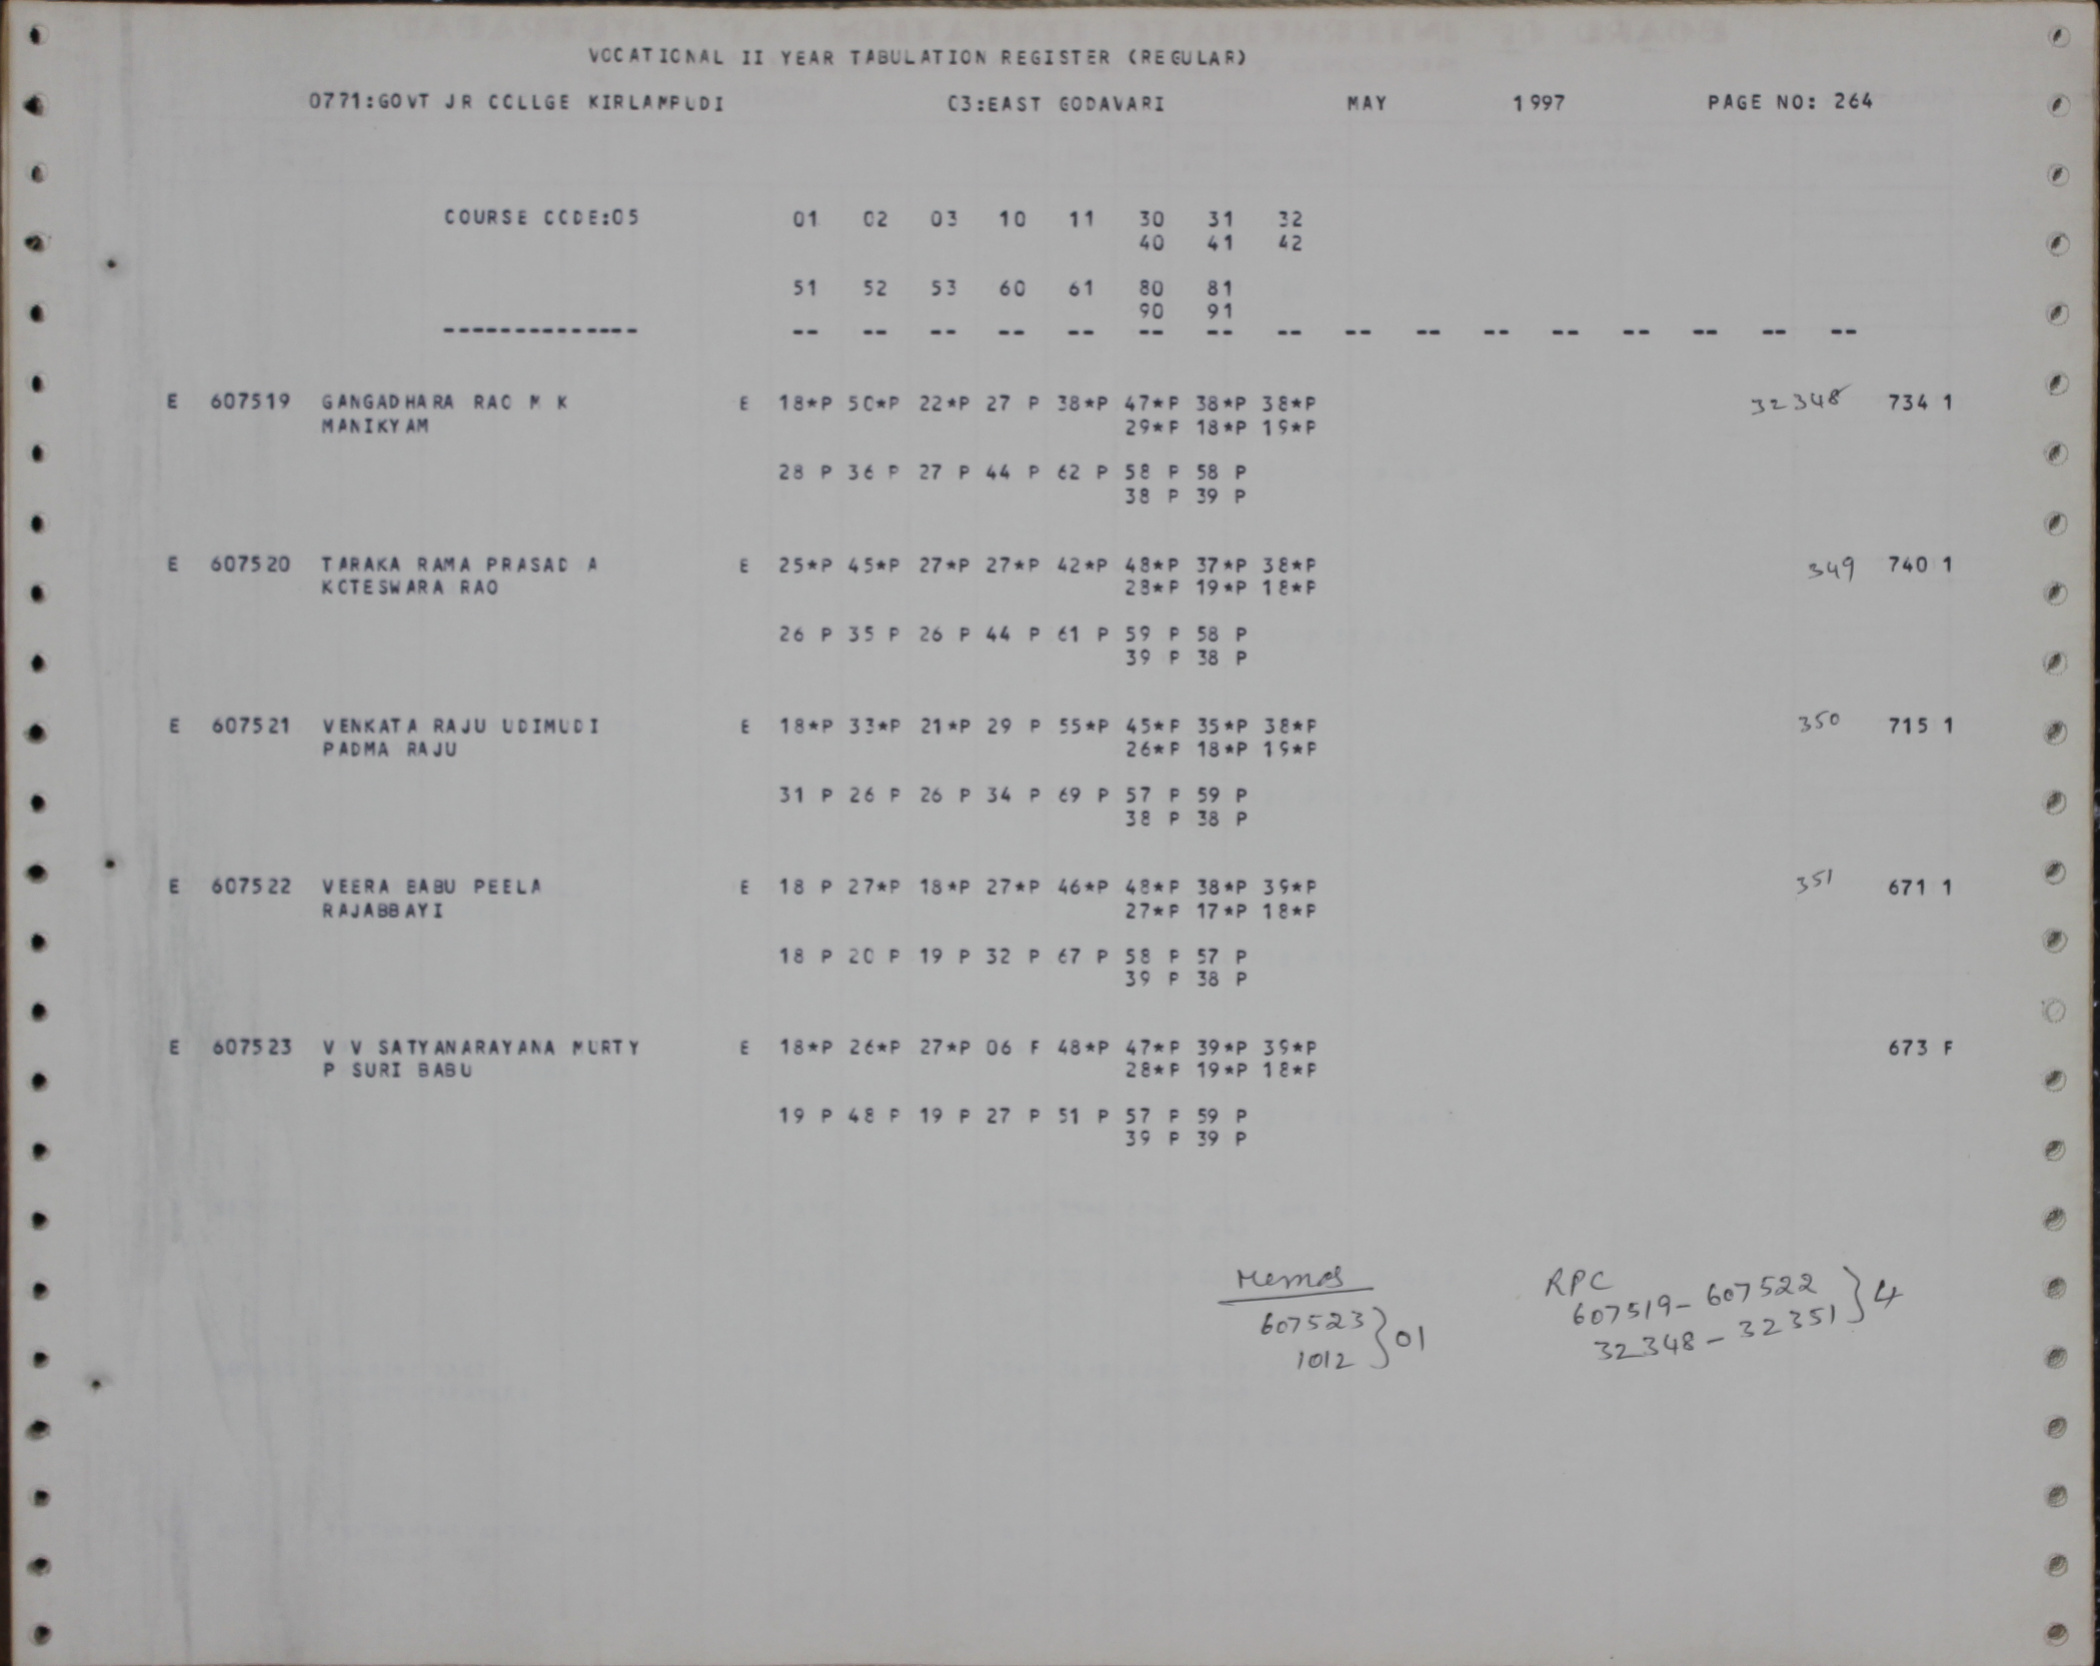 VOCATIONAL II YEAR TABULATION REGISTER (REGULAR)
0771:GOVT JR COLLGE KIRLAMPUDI 03:EAST GODAVARI MAY 1997 PAGE NO: 264
COURSE CODE:05 01 02 03 10 11 30 31 32
40 41 42
51 52 53 60 61 80 81
90 91
-------------- -- -- -- -- -- -- -- -- -- -- -- -- -- -- -- --
E 607519 GANGADHARA RAO M K E 18*P 50*P 22*P 27 P 38*P 47*P 38*P 38*P 32348 734 1
MANIKYAM 29*P 18*P 19*P
28 P 36 P 27 P 44 P 62 P 58 P 58 P
38 P 39 P
E 607520 TARAKA RAMA PRASAD A E 25*P 45*P 27*P 27*P 42*P 48*P 37*P 38*P 349 740 1
KOTESWARA RAO 28*P 19*P 18*P
26 P 35 P 26 P 44 P 61 P 59 P 58 P
39 P 38 P
E 607521 VENKATA RAJU UDIMUDI E 18*P 33*P 21*P 29 P 55*P 45*P 35*P 38*P 350 715 1
PADMA RAJU 26*P 18*P 19*P
31 P 26 P 26 P 34 P 69 P 57 P 59 P
38 P 38 P
E 607522 VEERA BABU PEELA E 18 P 27*P 18*P 27*P 46*P 48*P 38*P 39*P 351 671 1
RAJABBAYI 27*P 17*P 18*P
18 P 20 P 19 P 32 P 67 P 58 P 57 P
39 P 38 P
E 607523 V V SATYANARAYANA MURTY E 18*P 26*P 27*P 06 F 48*P 47*P 39*P 39*P 673 F
P SURI BABU 28*P 19*P 18*P
19 P 48 P 19 P 27 P 51 P 57 P 59 P
39 P 39 P
Memos
607523
1012 } 01
RPC
607519 - 607522
32348 - 32351 } 4